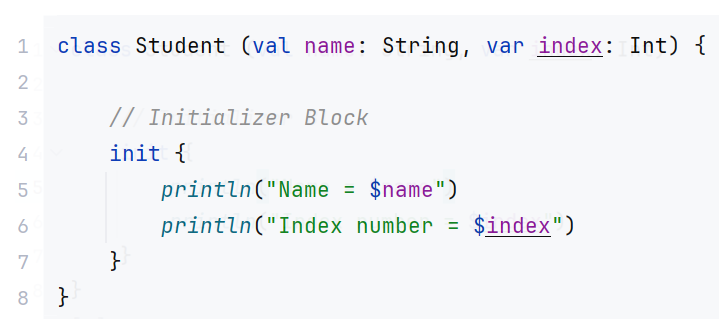 1 class Student (val name: String, var index: Int) {
2
3     // Initializer Block
4     init {
5         println("Name = $name")
6         println("Index number = $index")
7     }
8 }